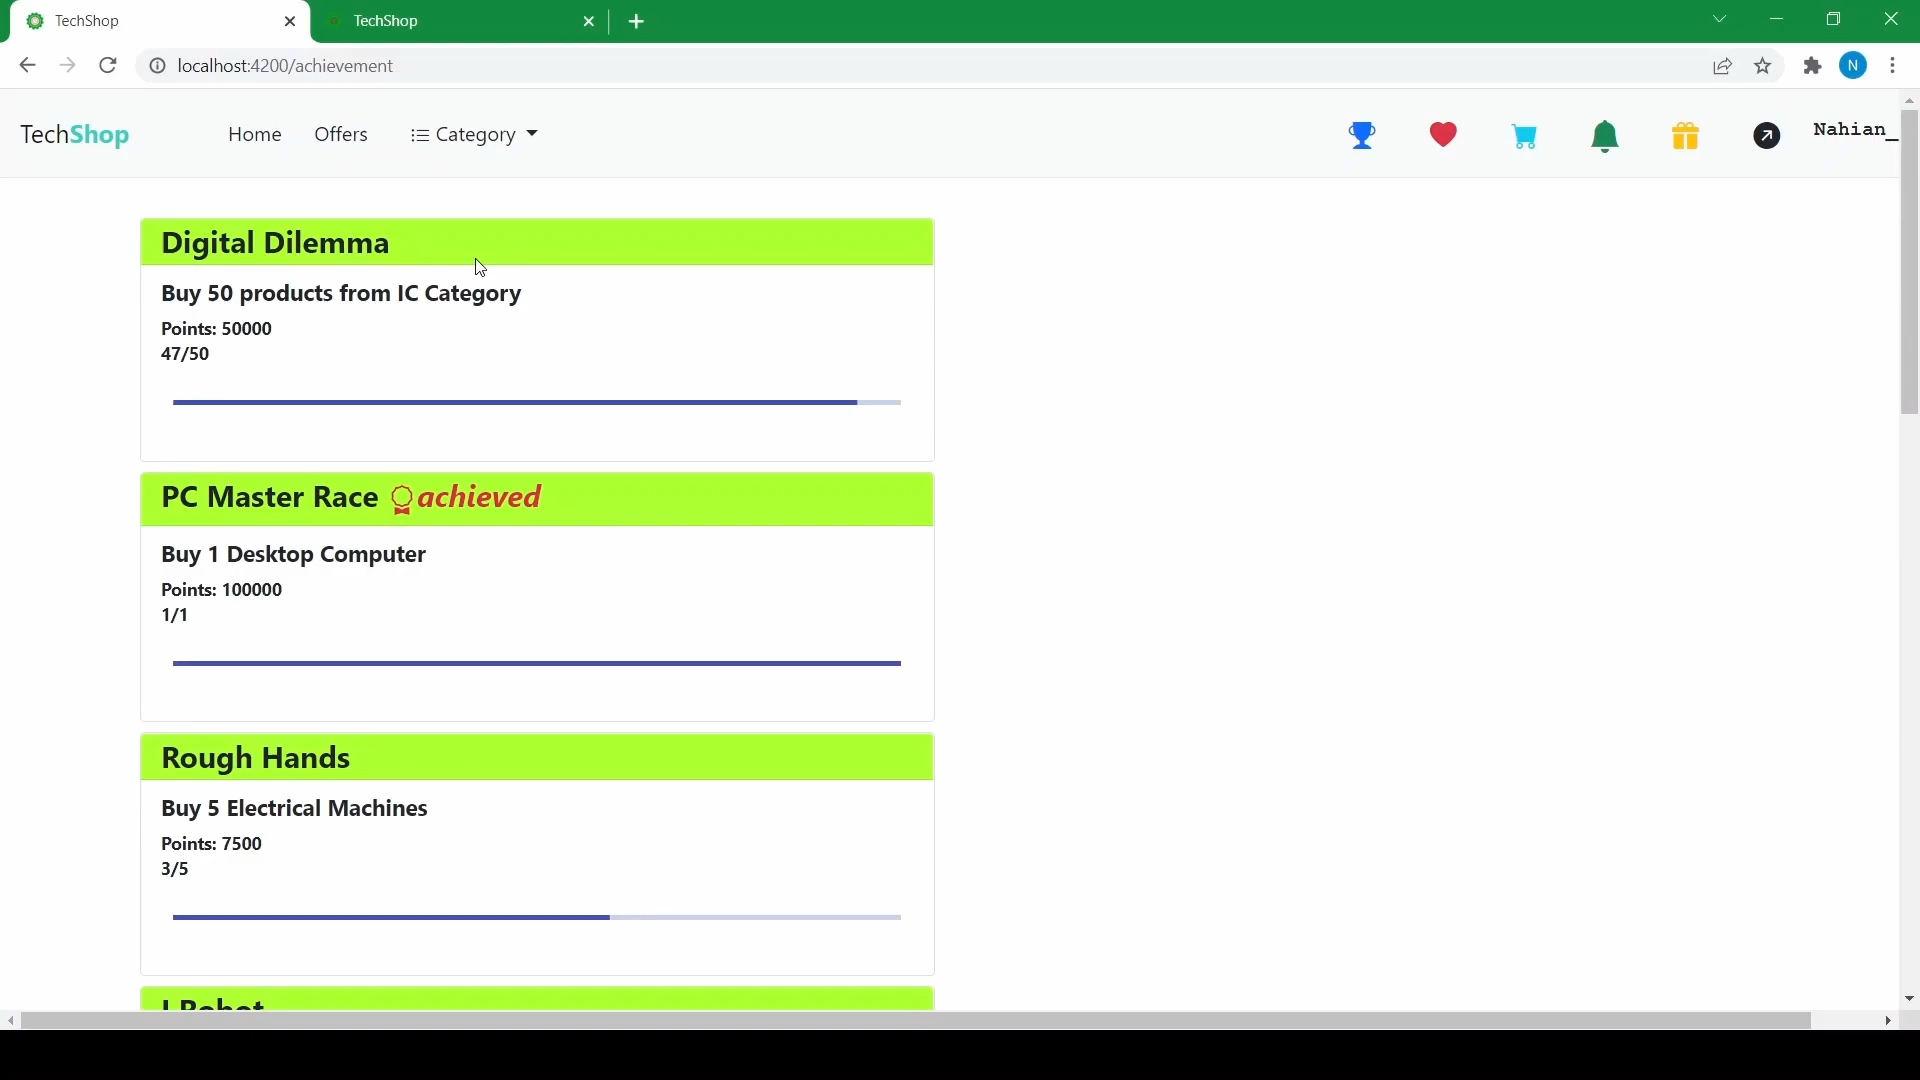 TechShop
TechShop
localhost:4200/achievement
N
TechShop
Home
Offers
Category
Nahian_
Digital Dilemma
Buy 50 products from IC Category
Points: 50000
47/50
PC Master Race achieved
Buy 1 Desktop Computer
Points: 100000
1/1
Rough Hands
Buy 5 Electrical Machines
Points: 7500
3/5
I Robot